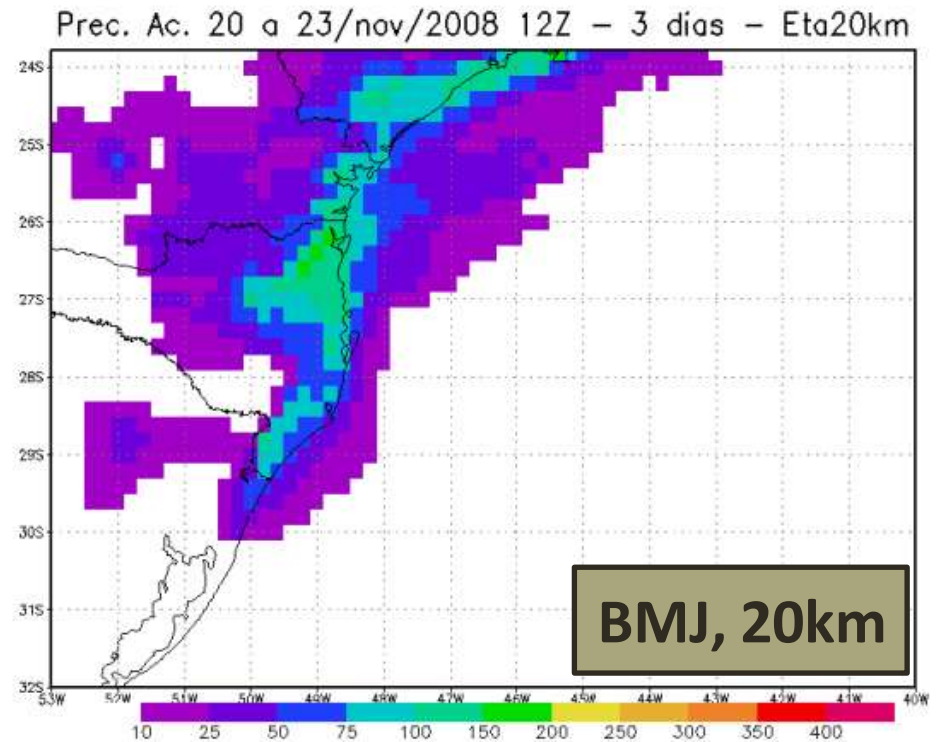 Prec. Ac. 20 a 23/nov/2008 12Z – 3 dias – Eta20km
24S
25S
26S
27S
28S
29S
30S
31S
32S
BMJ, 20km
53W 52W 51W 50W 49W 48W 47W 46W 45W 44W 43W 42W 41W 40W
10 25 50 75 100 150 200 250 300 350 400